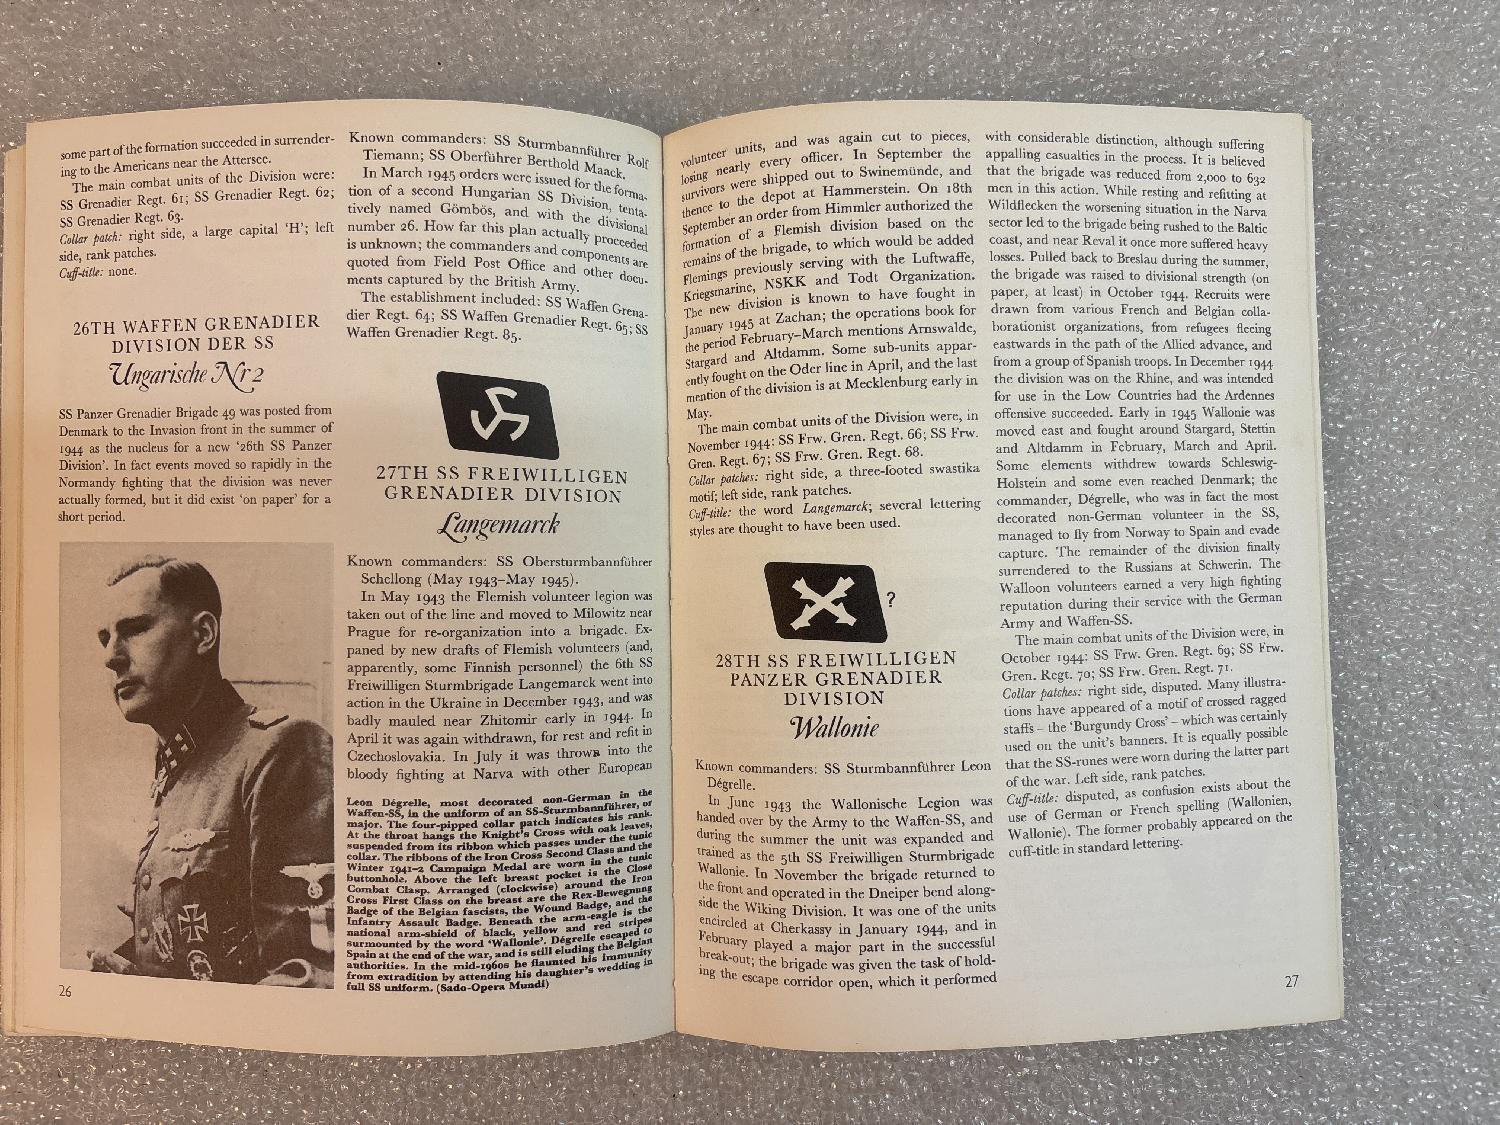 some part of the formation succeeded in surrender-
ing to the Americans near the Attersee.
The main combat units of the Division were:
SS Grenadier Regt. 61; SS Grenadier Regt. 62;
SS Grenadier Regt. 63.
Collar patch: right side, a large capital 'H'; left
side, rank patches.
Cuff-title: none.
26TH WAFFEN GRENADIER
DIVISION DER SS
Ungarische Nr 2
SS Panzer Grenadier Brigade 49 was posted from
Denmark to the Invasion front in the summer of
1944 as the nucleus for a new '26th SS Panzer
Division'. In fact events moved so rapidly in the
Normandy fighting that the division was never
actually formed, but it did exist 'on paper' for a
short period.
26
Known commanders: SS Sturmbannführer Rolf
Tiemann; SS Oberführer Berthold Maack.
In March 1945 orders were issued for the forma-
tion of a second Hungarian SS Division, tenta-
tively named Gömbös, and with the divisional
number 26. How far this plan actually proceeded
is unknown; the commanders and components are
quoted from Field Post Office and other docu-
ments captured by the British Army.
The establishment included: SS Waffen Grena-
dier Regt. 64; SS Waffen Grenadier Regt. 65; SS
Waffen Grenadier Regt. 85.
27TH SS FREIWILLIGEN
GRENADIER DIVISION
Langemarck
Known commanders: SS Obersturmbannführer
Schellong (May 1943–May 1945).
In May 1943 the Flemish volunteer legion was
taken out of the line and moved to Milowitz near
Prague for re-organization into a brigade. Ex-
paned by new drafts of Flemish volunteers (and,
apparently, some Finnish personnel) the 6th SS
Freiwilligen Sturmbrigade Langemarck went into
action in the Ukraine in December 1943, and was
badly mauled near Zhitomir early in 1944. In
April it was again withdrawn, for rest and refit in
Czechoslovakia. In July it was thrown into the
bloody fighting at Narva with other European
Leon Dégrelle, most decorated non-German in the
Waffen-SS, in the uniform of an SS-Sturmbannführer, or
major. The four-pipped collar patch indicates his rank.
At the throat hangs the Knight's Cross with oak leaves,
suspended from its ribbon which passes under the tunic
collar. The ribbons of the Iron Cross Second Class and the
Winter 1941-2 Campaign Medal are worn in the tunic
buttonhole. Above the left breast pocket is the Close
Combat Clasp. Arranged (clockwise) around the Iron
Cross First Class on the breast are the Rex-Bewegnung
Badge of the Belgian fascists, the Wound Badge, and the
Infantry Assault Badge. Beneath the arm-eagle is the
national arm-shield of black, yellow and red stripes
surmounted by the word 'Wallonie'. Dégrelle escaped to
Spain at the end of the war, and is still eluding the Belgian
authorities. In the mid-1960s he flaunted his immunity
from extradition by attending his daughter's wedding in
full SS uniform. (Sado-Opera Mundi)
volunteer units, and was again cut to pieces,
losing nearly every officer. In September the
survivors were shipped out to Swinemünde, and
thence to the depot at Hammerstein. On 18th
September an order from Himmler authorized the
formation of a Flemish division based on the
remains of the brigade, to which would be added
Flemings previously serving with the Luftwaffe,
Kriegsmarine, NSKK and Todt Organization.
The new division is known to have fought in
January 1945 at Zachan; the operations book for
the period February–March mentions Arnswalde,
Stargard and Altdamm. Some sub-units appar-
ently fought on the Oder line in April, and the last
mention of the division is at Mecklenburg early in
May.
The main combat units of the Division were, in
November 1944: SS Frw. Gren. Regt. 66; SS Frw.
Gren. Regt. 67; SS Frw. Gren. Regt. 68.
Collar patches: right side, a three-footed swastika
motif; left side, rank patches.
Cuff-title: the word Langemarck; several lettering
styles are thought to have been used.
?
28TH SS FREIWILLIGEN
PANZER GRENADIER
DIVISION
Wallonie
Known commanders: SS Sturmbannführer Leon
Dégrelle.
In June 1943 the Wallonische Legion was
handed over by the Army to the Waffen-SS, and
during the summer the unit was expanded and
trained as the 5th SS Freiwilligen Sturmbrigade
Wallonie. In November the brigade returned to
the front and operated in the Dneiper bend along-
side the Wiking Division. It was one of the units
encircled at Cherkassy in January 1944, and in
February played a major part in the successful
break-out; the brigade was given the task of hold-
ing the escape corridor open, which it performed
with considerable distinction, although suffering
appalling casualties in the process. It is believed
that the brigade was reduced from 2,000 to 632
men in this action. While resting and refitting at
Wildflecken the worsening situation in the Narva
sector led to the brigade being rushed to the Baltic
coast, and near Reval it once more suffered heavy
losses. Pulled back to Breslau during the summer,
the brigade was raised to divisional strength (on
paper, at least) in October 1944. Recruits were
drawn from various French and Belgian colla-
borationist organizations, from refugees fleeing
eastwards in the path of the Allied advance, and
from a group of Spanish troops. In December 1944
the division was on the Rhine, and was intended
for use in the Low Countries had the Ardennes
offensive succeeded. Early in 1945 Wallonie was
moved east and fought around Stargard, Stettin
and Altdamm in February, March and April.
Some elements withdrew towards Schleswig-
Holstein and some even reached Denmark; the
commander, Dégrelle, who was in fact the most
decorated non-German volunteer in the SS,
managed to fly from Norway to Spain and evade
capture. The remainder of the division finally
surrendered to the Russians at Schwerin. The
Walloon volunteers earned a very high fighting
reputation during their service with the German
Army and Waffen-SS.
The main combat units of the Division were, in
October 1944: SS Frw. Gren. Regt. 69; SS Frw.
Gren. Regt. 70; SS Frw. Gren. Regt. 71.
Collar patches: right side, disputed. Many illustra-
tions have appeared of a motif of crossed ragged
staffs – the 'Burgundy Cross' – which was certainly
used on the unit's banners. It is equally possible
that the SS-runes were worn during the latter part
of the war. Left side, rank patches.
Cuff-title: disputed, as confusion exists about the
use of German or French spelling (Wallonien,
Wallonie). The former probably appeared on the
cuff-title in standard lettering.
27